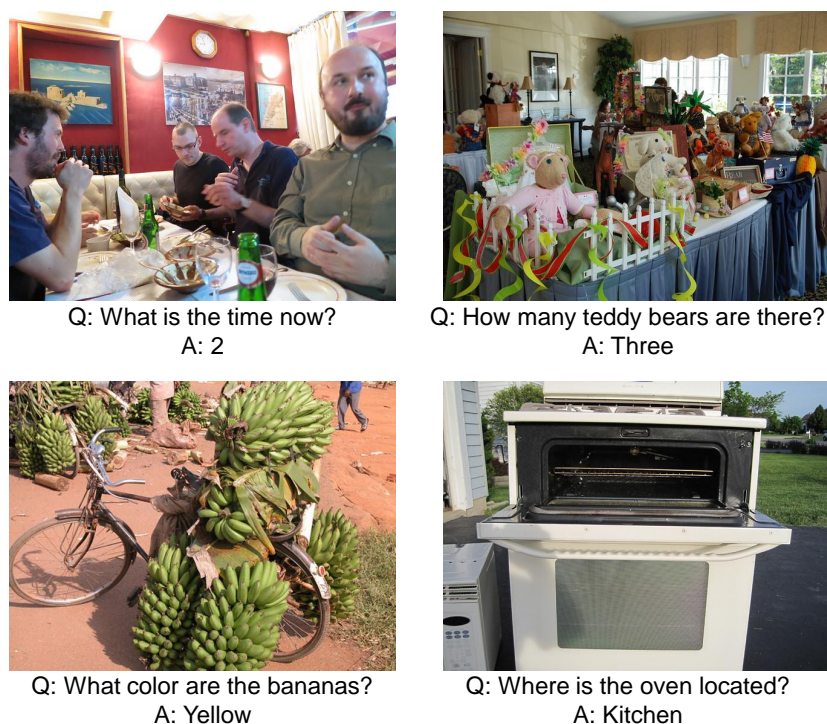 Q: What is the time now?
A: 2
Q: How many teddy bears are there?
A: Three
Q: What color are the bananas?
A: Yellow
Q: Where is the oven located?
A: Kitchen